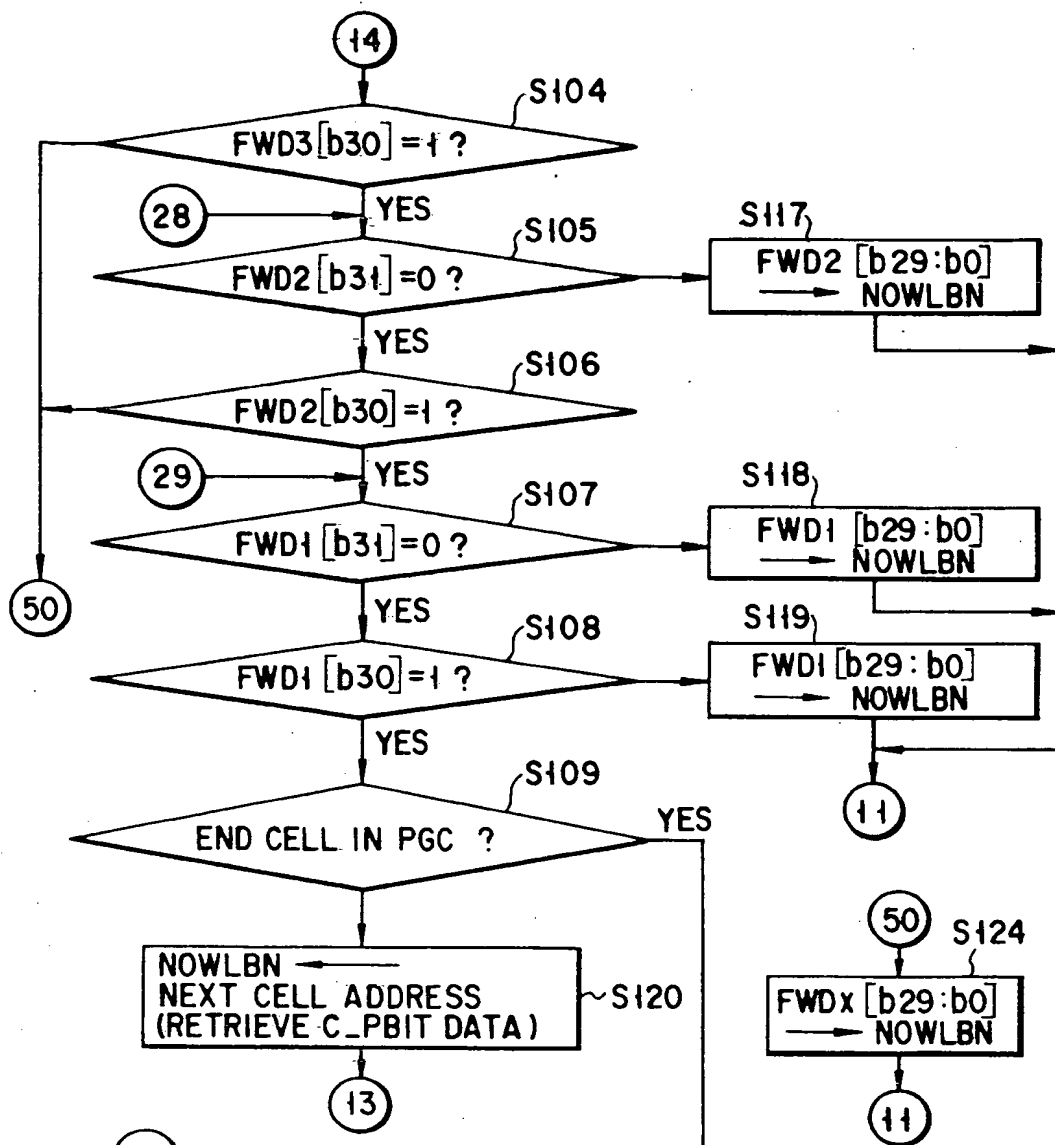 14
S104
FWD3[b30]=1 ?
YES
28
S105
FWD2[b31]=0 ?
S117
FWD2 [b29:b0]
→ NOWLBN
YES
S106
FWD2[b30]=1 ?
YES
29
S107
FWD1[b31]=0 ?
S118
FWD1 [b29:b0]
→ NOWLBN
50
YES
S108
FWD1[b30]=1 ?
S119
FWD1[b29:b0]
→ NOWLBN
YES
S109
END CELL IN PGC ?
YES
11
NOWLBN ←
NEXT CELL ADDRESS
(RETRIEVE C_PBIT DATA)
S120
13
50
S124
FWDx [b29:b0]
→ NOWLBN
11